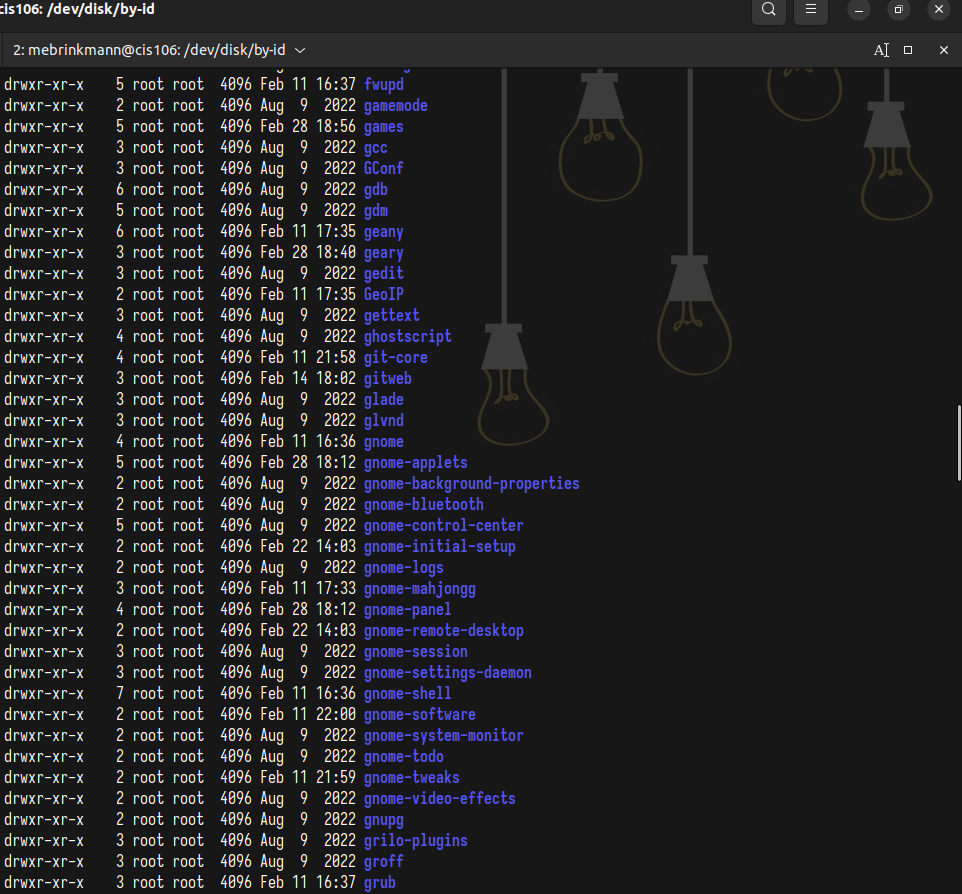 cis106: /dev/disk/by-id
2: mebrinkmann@cis106: /dev/disk/by-id
drwxr-xr-x    5 root root  4096 Feb 11 16:37 fwupd
drwxr-xr-x    2 root root  4096 Aug  9  2022 gamemode
drwxr-xr-x    5 root root  4096 Feb 28 18:56 games
drwxr-xr-x    3 root root  4096 Aug  9  2022 gcc
drwxr-xr-x    3 root root  4096 Aug  9  2022 GConf
drwxr-xr-x    6 root root  4096 Aug  9  2022 gdb
drwxr-xr-x    5 root root  4096 Aug  9  2022 gdm
drwxr-xr-x    6 root root  4096 Feb 11 17:35 geany
drwxr-xr-x    3 root root  4096 Feb 28 18:40 geary
drwxr-xr-x    3 root root  4096 Aug  9  2022 gedit
drwxr-xr-x    2 root root  4096 Feb 11 17:35 GeoIP
drwxr-xr-x    3 root root  4096 Aug  9  2022 gettext
drwxr-xr-x    4 root root  4096 Aug  9  2022 ghostscript
drwxr-xr-x    4 root root  4096 Feb 11 21:58 git-core
drwxr-xr-x    3 root root  4096 Feb 14 18:02 gitweb
drwxr-xr-x    3 root root  4096 Aug  9  2022 glade
drwxr-xr-x    3 root root  4096 Aug  9  2022 glvnd
drwxr-xr-x    4 root root  4096 Feb 11 16:36 gnome
drwxr-xr-x    5 root root  4096 Feb 28 18:12 gnome-applets
drwxr-xr-x    2 root root  4096 Aug  9  2022 gnome-background-properties
drwxr-xr-x    2 root root  4096 Aug  9  2022 gnome-bluetooth
drwxr-xr-x    5 root root  4096 Aug  9  2022 gnome-control-center
drwxr-xr-x    2 root root  4096 Feb 22 14:03 gnome-initial-setup
drwxr-xr-x    2 root root  4096 Aug  9  2022 gnome-logs
drwxr-xr-x    3 root root  4096 Feb 11 17:33 gnome-mahjongg
drwxr-xr-x    4 root root  4096 Feb 28 18:12 gnome-panel
drwxr-xr-x    2 root root  4096 Feb 22 14:03 gnome-remote-desktop
drwxr-xr-x    3 root root  4096 Aug  9  2022 gnome-session
drwxr-xr-x    3 root root  4096 Aug  9  2022 gnome-settings-daemon
drwxr-xr-x    7 root root  4096 Feb 11 16:36 gnome-shell
drwxr-xr-x    2 root root  4096 Feb 11 22:00 gnome-software
drwxr-xr-x    2 root root  4096 Aug  9  2022 gnome-system-monitor
drwxr-xr-x    2 root root  4096 Aug  9  2022 gnome-todo
drwxr-xr-x    2 root root  4096 Feb 11 21:59 gnome-tweaks
drwxr-xr-x    2 root root  4096 Aug  9  2022 gnome-video-effects
drwxr-xr-x    2 root root  4096 Aug  9  2022 gnupg
drwxr-xr-x    3 root root  4096 Aug  9  2022 grilo-plugins
drwxr-xr-x    3 root root  4096 Aug  9  2022 groff
drwxr-xr-x    3 root root  4096 Feb 11 16:37 grub